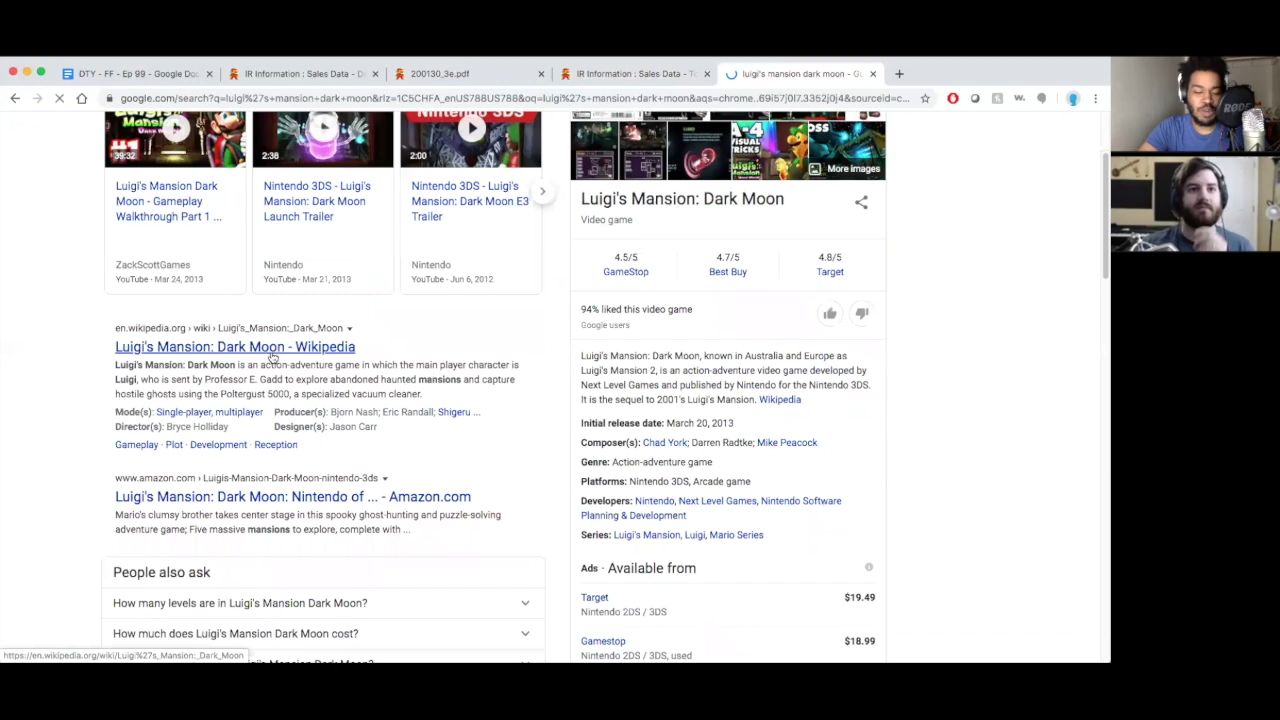 DTY - FF - Ep 99 - Google Doc
IR Information : Sales Data - D
200130_3e.pdf
IR Information : Sales Data - To
luigi's mansion dark moon - Go
google.com/search?q=luigi%27s+mansion+dark+moon&rlz=1C5CHFA_enUS788US788&oq=luigi%27s+mansion+dark+moon&aqs=chrome..69i57j0l7.3352j0j4&sourceid=c...
39:32
2:38
2:00
Luigi's Mansion Dark
Moon - Gameplay
Walkthrough Part 1 ...
ZackScottGames
YouTube · Mar 24, 2013
Nintendo 3DS - Luigi's
Mansion: Dark Moon
Launch Trailer
Nintendo
YouTube · Mar 21, 2013
Nintendo 3DS - Luigi's
Mansion: Dark Moon E3
Trailer
Nintendo
YouTube · Jun 6, 2012
en.wikipedia.org › wiki › Luigi's_Mansion:_Dark_Moon
Luigi's Mansion: Dark Moon - Wikipedia
Luigi's Mansion: Dark Moon is an action-adventure game in which the main player character is
Luigi, who is sent by Professor E. Gadd to explore abandoned haunted mansions and capture
hostile ghosts using the Poltergust 5000, a specialized vacuum cleaner.
Mode(s): Single-player, multiplayer Producer(s): Bjorn Nash; Eric Randall; Shigeru ...
Director(s): Bryce Holliday Designer(s): Jason Carr
Gameplay · Plot · Development · Reception
www.amazon.com › Luigis-Mansion-Dark-Moon-nintendo-3ds
Luigi's Mansion: Dark Moon: Nintendo of ... - Amazon.com
Mario's clumsy brother takes center stage in this spooky ghost-hunting and puzzle-solving
adventure game; Five massive mansions to explore, complete with ...
People also ask
How many levels are in Luigi's Mansion Dark Moon?
How much does Luigi's Mansion Dark Moon cost?
https://en.wikipedia.org/wiki/Luigi%27s_Mansion:_Dark_Moon
More images
Luigi's Mansion: Dark Moon
Video game
4.5/5
GameStop
4.7/5
Best Buy
4.8/5
Target
94% liked this video game
Google users
Luigi's Mansion: Dark Moon, known in Australia and Europe as
Luigi's Mansion 2, is an action-adventure video game developed by
Next Level Games and published by Nintendo for the Nintendo 3DS.
It is the sequel to 2001's Luigi's Mansion. Wikipedia
Initial release date: March 20, 2013
Composer(s): Chad York; Darren Radtke; Mike Peacock
Genre: Action-adventure game
Platforms: Nintendo 3DS, Arcade game
Developers: Nintendo, Next Level Games, Nintendo Software
Planning & Development
Series: Luigi's Mansion, Luigi, Mario Series
Ads · Available from
Target
$19.49
Nintendo 2DS / 3DS
Gamestop
$18.99
Nintendo 2DS / 3DS, used
RODE